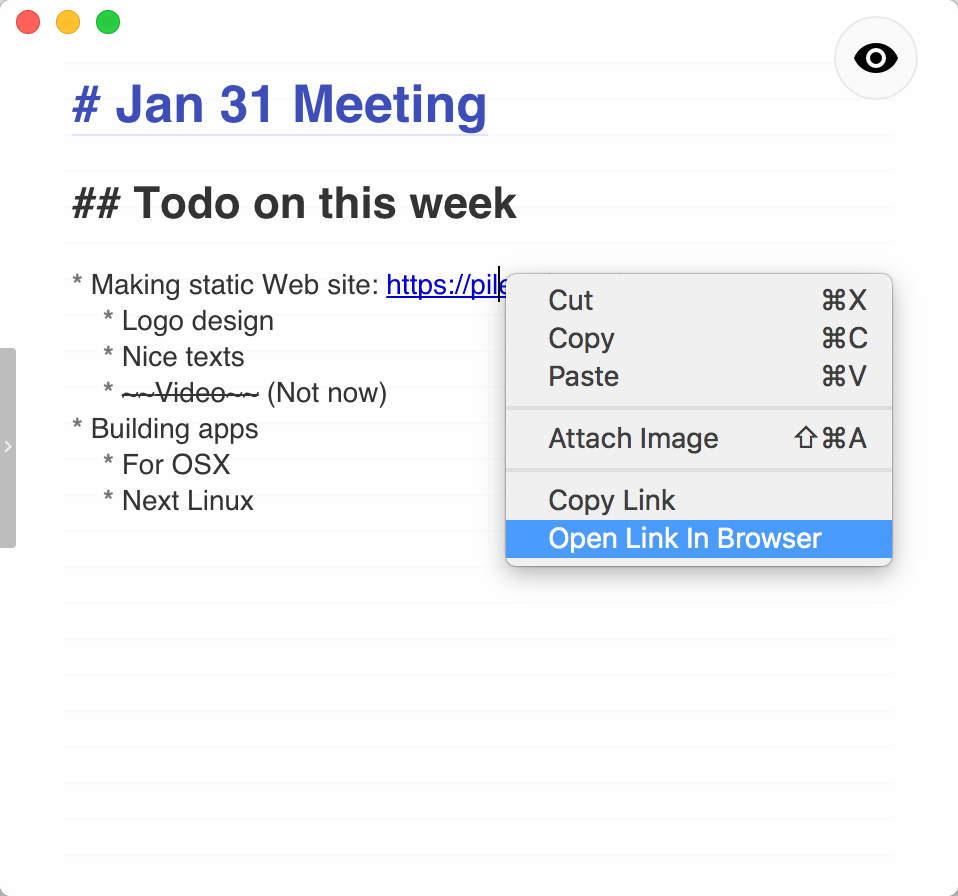 # Jan 31 Meeting
## Todo on this week
* Making static Web site: https://pile
* Logo design
* Nice texts
* ~~Video~~ (Not now)
* Building apps
* For OSX
* Next Linux
Cut ⌘X
Copy ⌘C
Paste ⌘V
Attach Image ⇧⌘A
Copy Link
Open Link In Browser